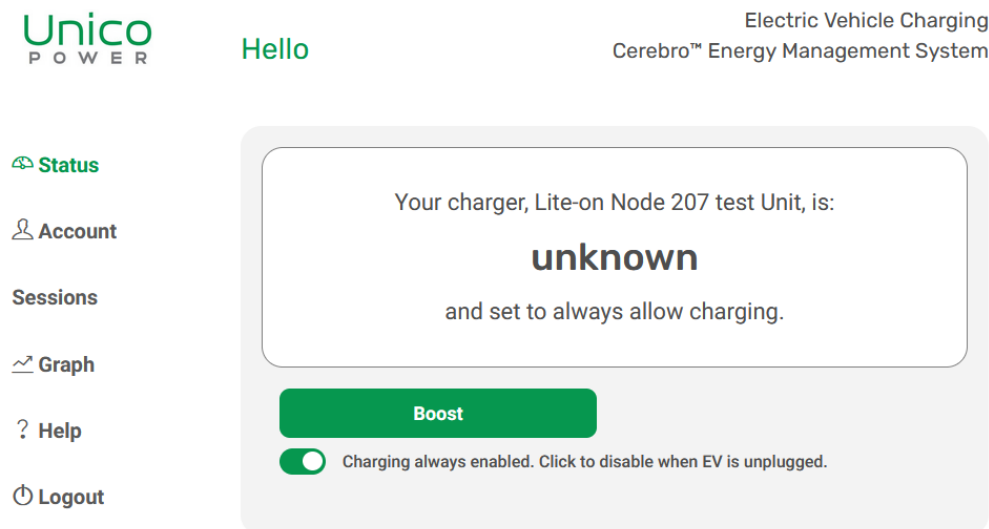 Unico
POWER
Hello
Electric Vehicle Charging
Cerebro™ Energy Management System
Status
Account
Sessions
Graph
? Help
Logout
Your charger, Lite-on Node 207 test Unit, is:
unknown
and set to always allow charging.
Boost
Charging always enabled. Click to disable when EV is unplugged.